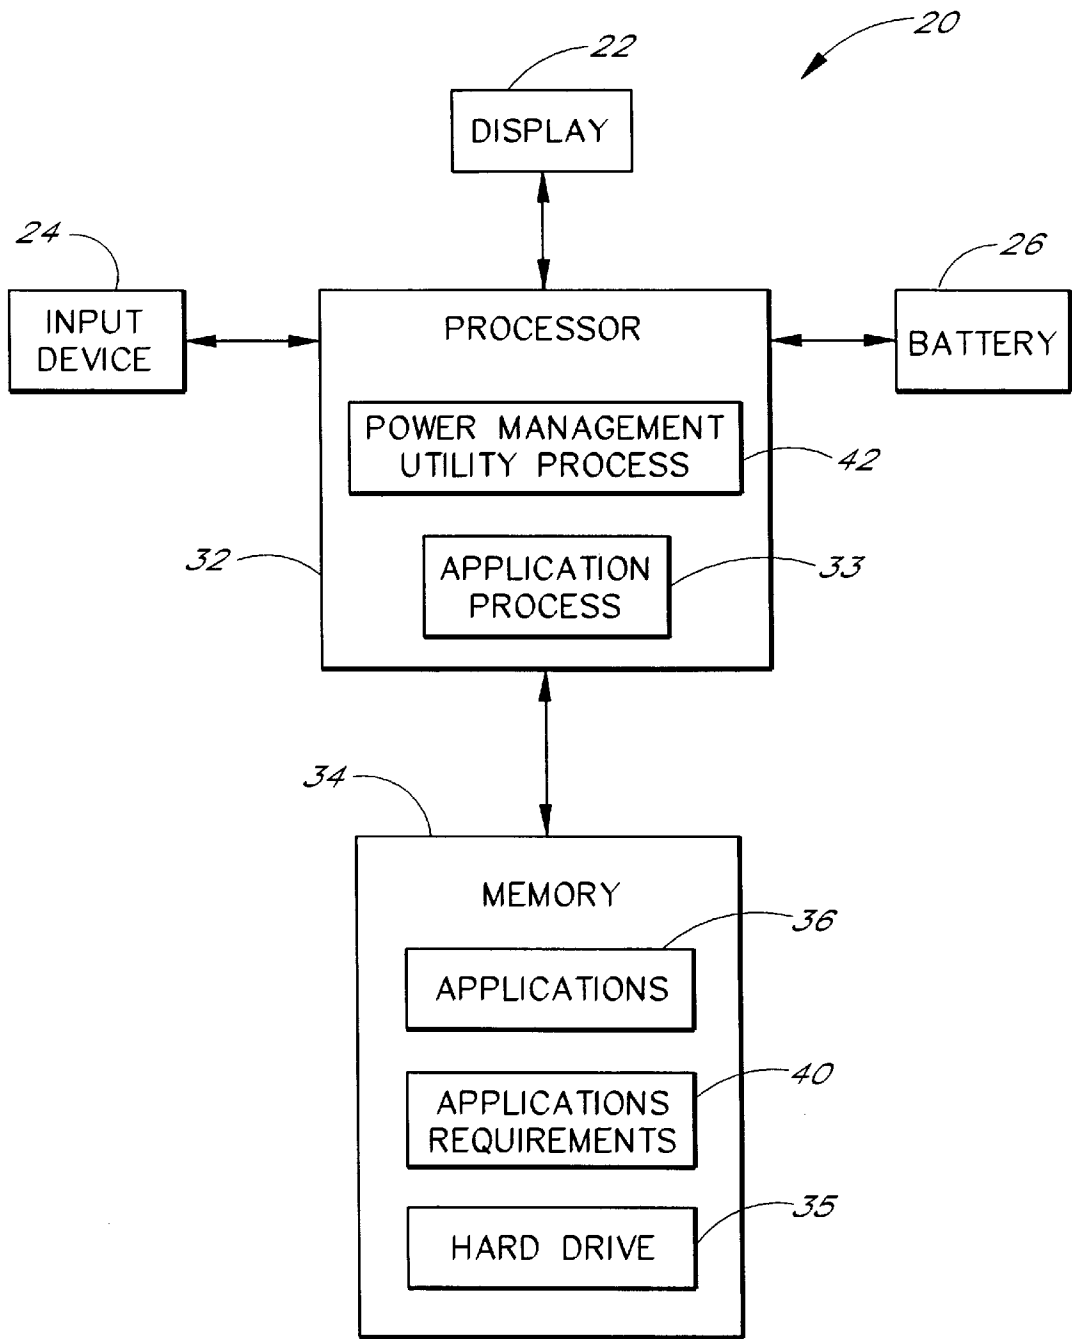 20
22
DISPLAY
24
26
INPUT
DEVICE
PROCESSOR
BATTERY
POWER MANAGEMENT
UTILITY PROCESS
42
32
APPLICATION
PROCESS
33
34
MEMORY
36
APPLICATIONS
40
APPLICATIONS
REQUIREMENTS
35
HARD DRIVE